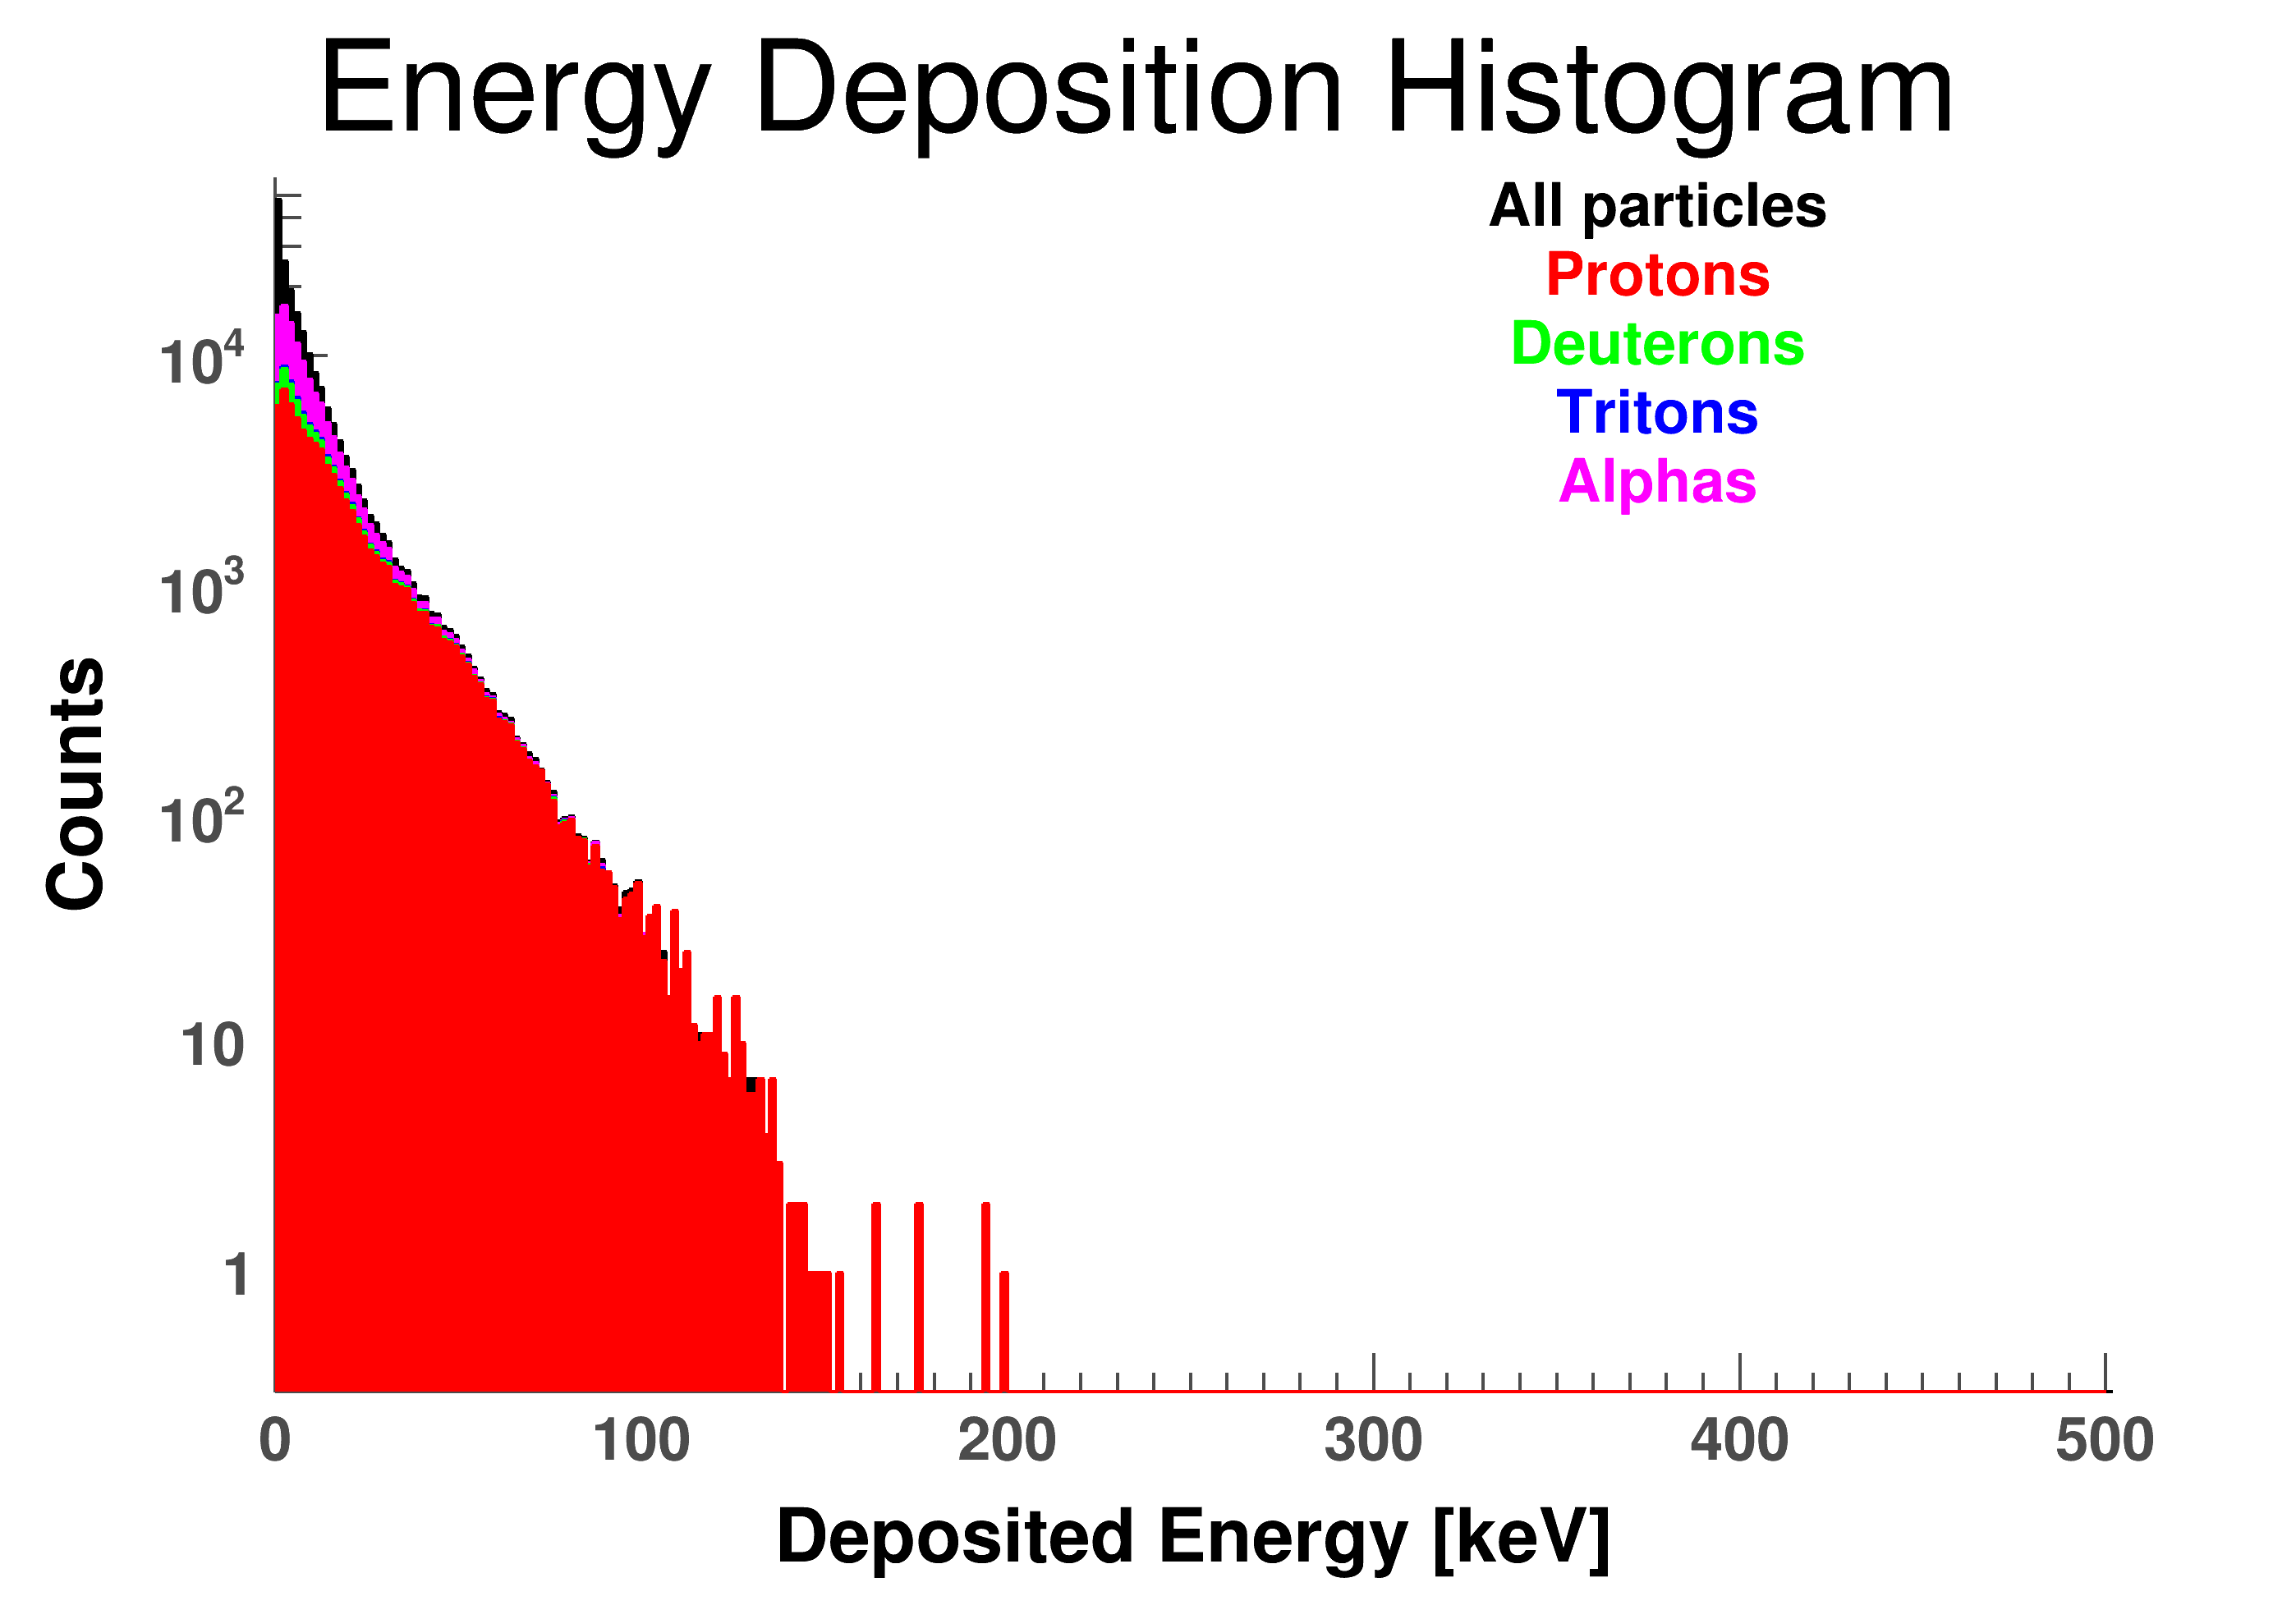 Energy Deposition Histogram
All particles
Protons
Deuterons
Tritons
Alphas
10⁴
10³
10²
10
1
Counts
0 100 200 300 400 500
Deposited Energy [keV]